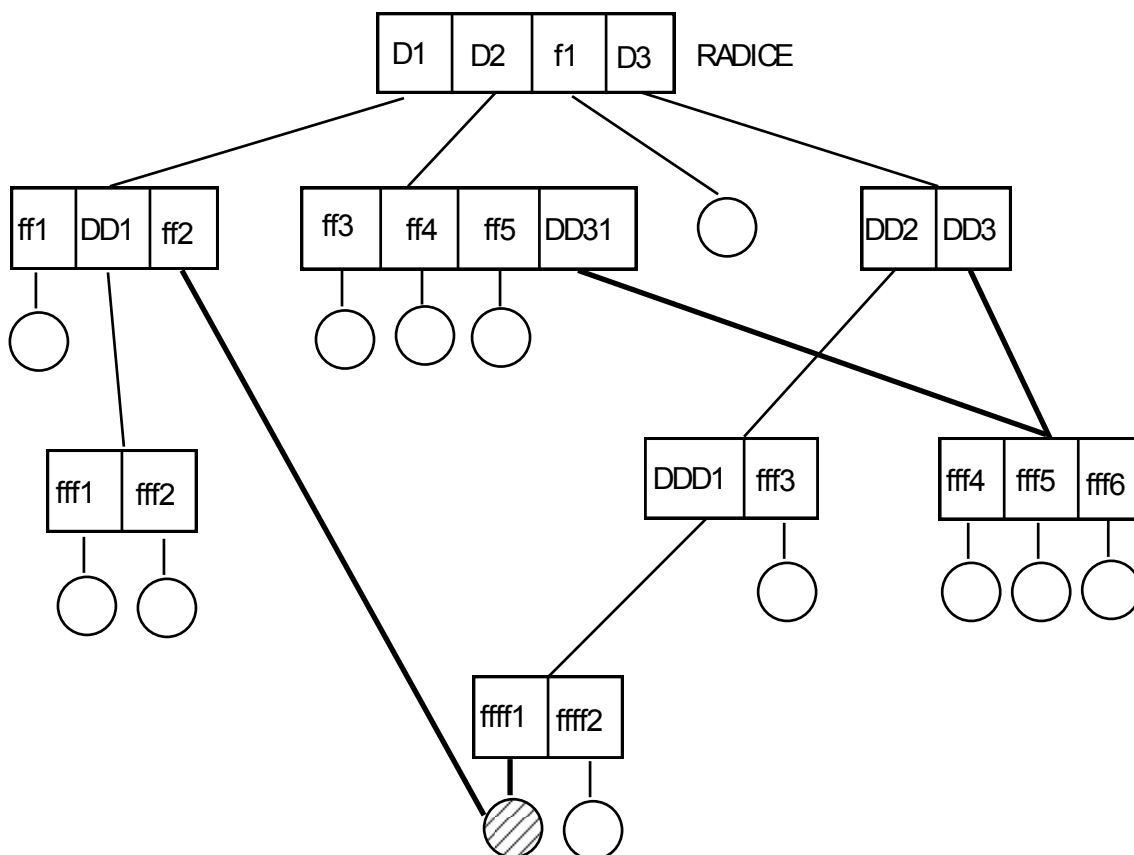 D1 D2 f1 D3 RADICE
ff1 DD1 ff2 ff3 ff4 ff5 DD31 DD2 DD3
fff1 fff2 DDD1 fff3 fff4 fff5 fff6
ffff1 ffff2